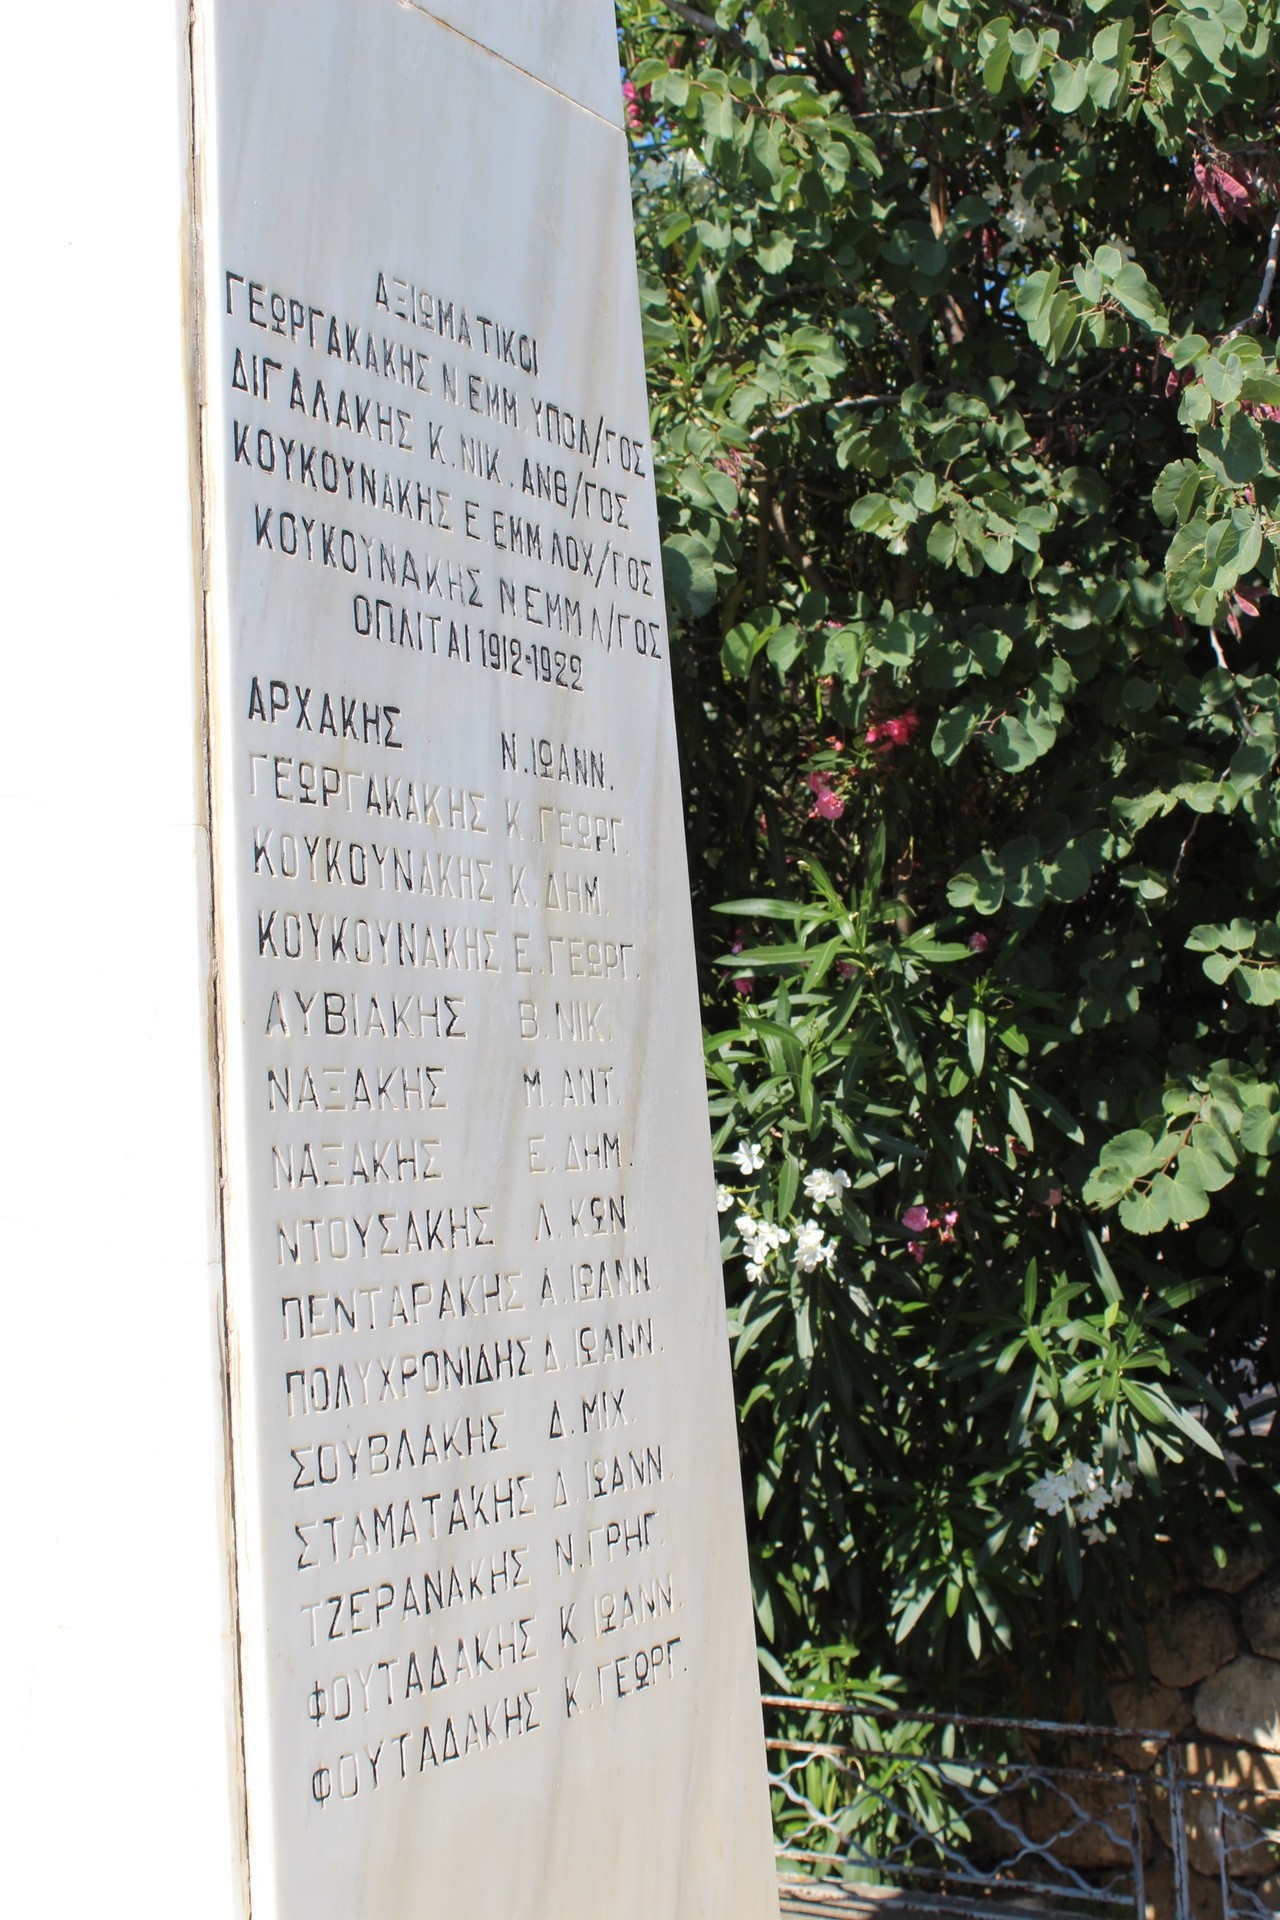 ΑΞΙΩΜΑΤΙΚΟΙ
ΓΕΩΡΓΑΚΑΚΗΣ Ν. ΕΜΜ. ΥΠΟΛ/ΓΟΣ
ΔΙΓΑΛΑΚΗΣ Κ. ΝΙΚ. ΑΝΘ/ΓΟΣ
ΚΟΥΚΟΥΝΑΚΗΣ Ε ΕΜΜ ΛΟΧ/ΓΟΣ
ΚΟΥΚΟΥΝΑΚΗΣ Ν ΕΜΜ Λ/ΓΟΣ
ΟΠΛΙΤΑΙ 1912-1922
ΑΡΧΑΚΗΣ Ν. ΙΩΑΝΝ.
ΓΕΩΡΓΑΚΑΚΗΣ Κ. ΓΕΩΡΓ.
ΚΟΥΚΟΥΝΑΚΗΣ Κ. ΔΗΜ.
ΚΟΥΚΟΥΝΑΚΗΣ Ε. ΓΕΩΡΓ.
ΛΥΒΙΑΚΗΣ Β. ΝΙΚ.
ΝΑΞΑΚΗΣ Μ. ΑΝΤ.
ΝΑΞΑΚΗΣ Ε. ΔΗΜ.
ΝΤΟΥΣΑΚΗΣ Λ. ΚΩΝ.
ΠΕΝΤΑΡΑΚΗΣ Α. ΙΩΑΝΝ.
ΠΟΛΥΧΡΟΝΙΔΗΣ Δ. ΙΩΑΝΝ.
ΣΟΥΒΛΑΚΗΣ Δ. ΜΙΧ.
ΣΤΑΜΑΤΑΚΗΣ Δ. ΙΩΑΝΝ.
ΤΖΕΡΑΝΑΚΗΣ Ν. ΓΡΗΓ.
ΦΟΥΤΑΔΑΚΗΣ Κ. ΙΩΑΝΝ.
ΦΟΥΤΑΔΑΚΗΣ Κ. ΓΕΩΡΓ.